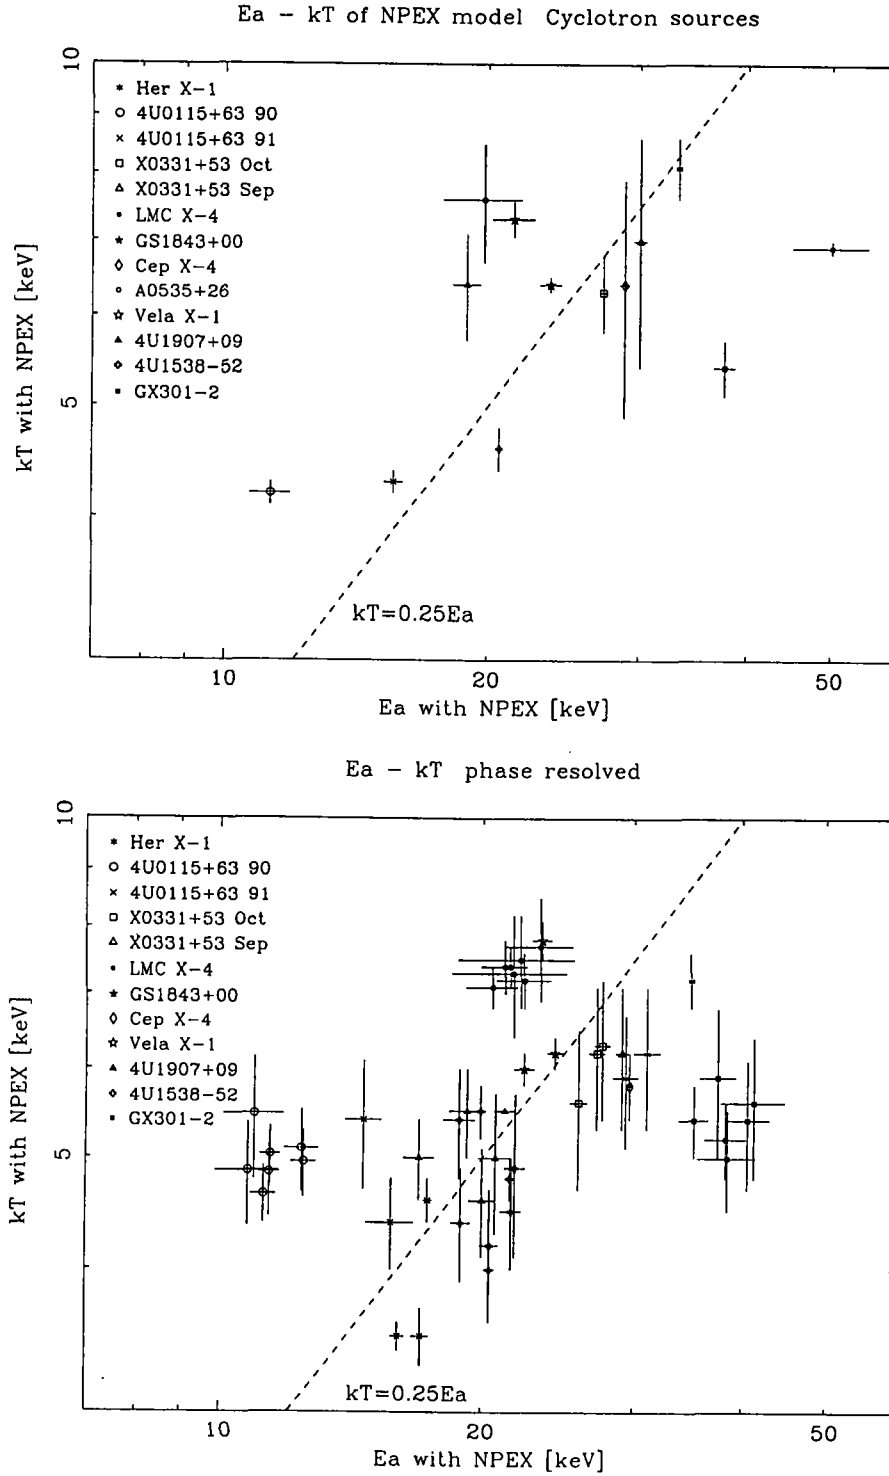 Ea – kT of NPEX model Cyclotron sources
10
* Her X–1
4U0115+63 90
× 4U0115+63 91
X0331+53 Oct
X0331+53 Sep
LMC X–4
GS1843+00
Cep X–4
A0535+26
Vela X–1
4U1907+09
4U1538–52
GX301–2
kT with NPEX [keV]
5
kT=0.25Ea
10
20
50
Ea with NPEX [keV]
Ea – kT phase resolved
10
* Her X–1
4U0115+63 90
× 4U0115+63 91
X0331+53 Oct
X0331+53 Sep
LMC X–4
GS1843+00
Cep X–4
Vela X–1
4U1907+09
4U1538–52
GX301–2
kT with NPEX [keV]
5
kT=0.25Ea
10
20
50
Ea with NPEX [keV]